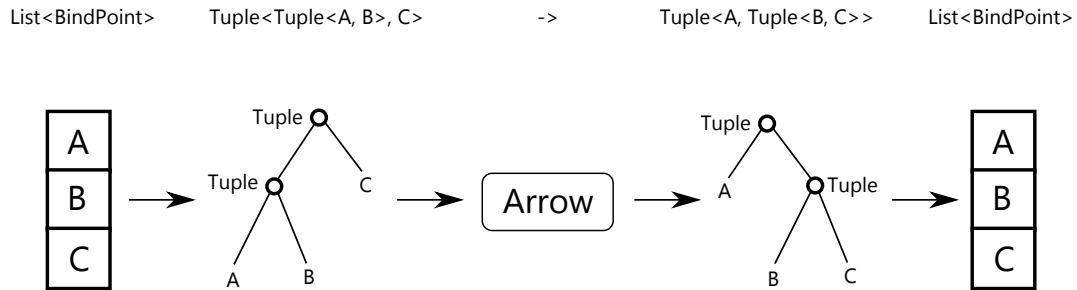 List<BindPoint> Tuple<Tuple<A, B>, C> -> Tuple<A, Tuple<B, C>> List<BindPoint>
A
B
C
Tuple
Tuple
C
A B
Arrow
Tuple
A
Tuple
B C
A
B
C